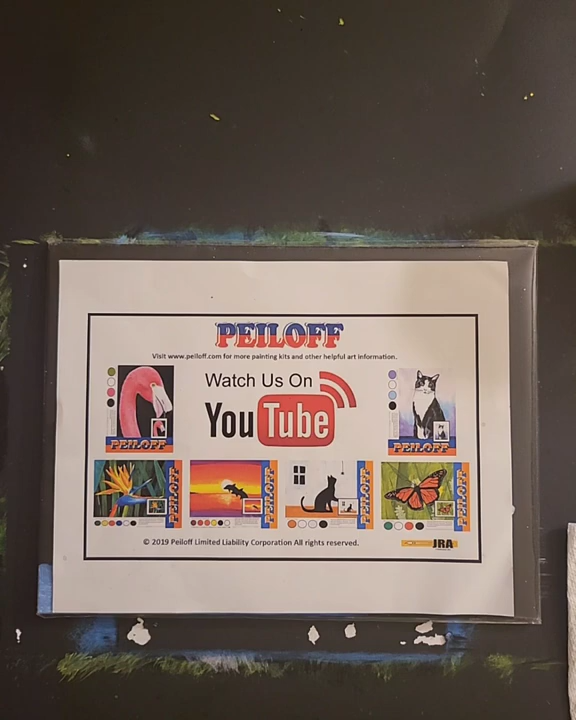 PEILOFF
Visit www.peiloff.com for more painting kits and other helpful art information.
Watch Us On
YouTube
PEILOFF
PEILOFF
PEILOFF
PEILOFF
PEILOFF
PEILOFF
© 2019 Peiloff Limited Liability Corporation All rights reserved.
JRA